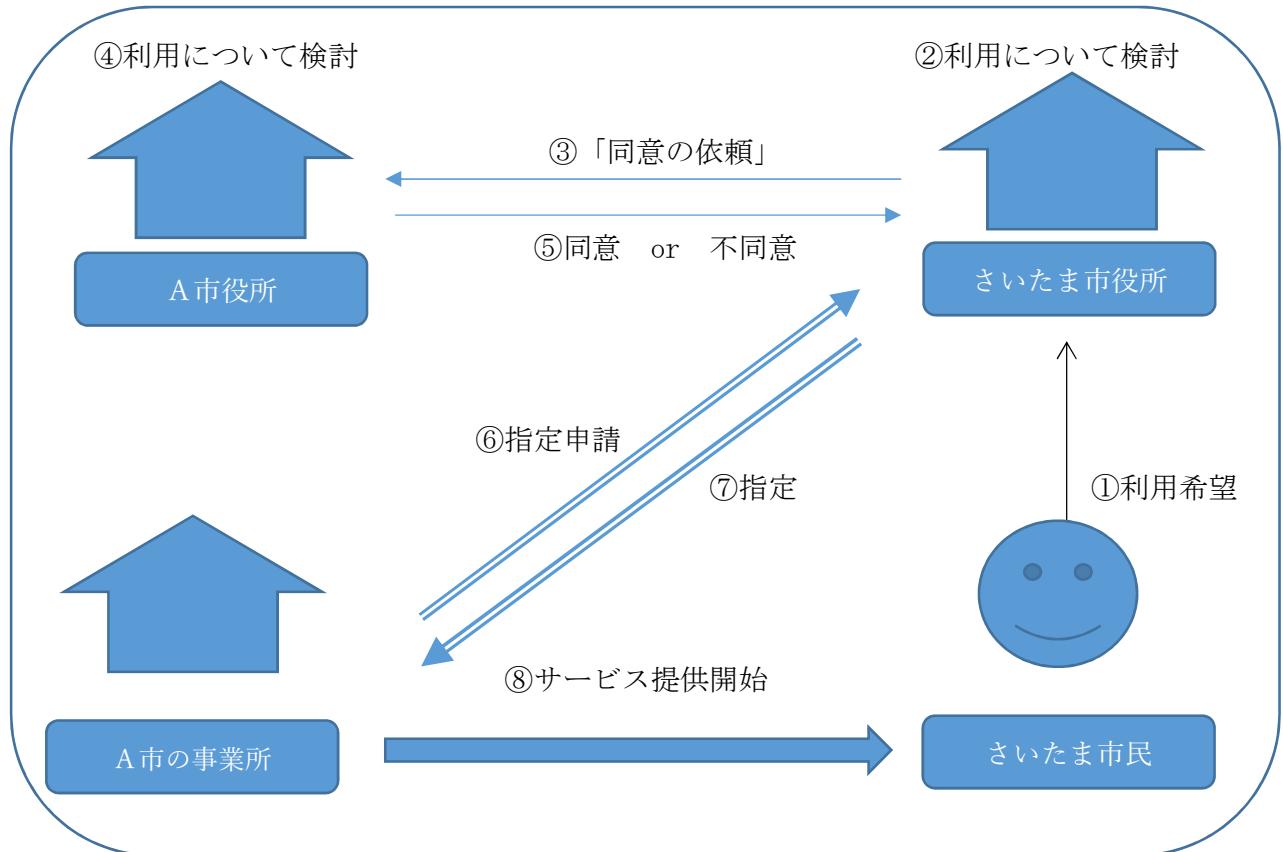 ④利用について検討
②利用について検討
③「同意の依頼」
⑤同意　or　不同意
Ａ市役所
さいたま市役所
⑥指定申請
⑦指定
①利用希望
⑧サービス提供開始
Ａ市の事業所
さいたま市民